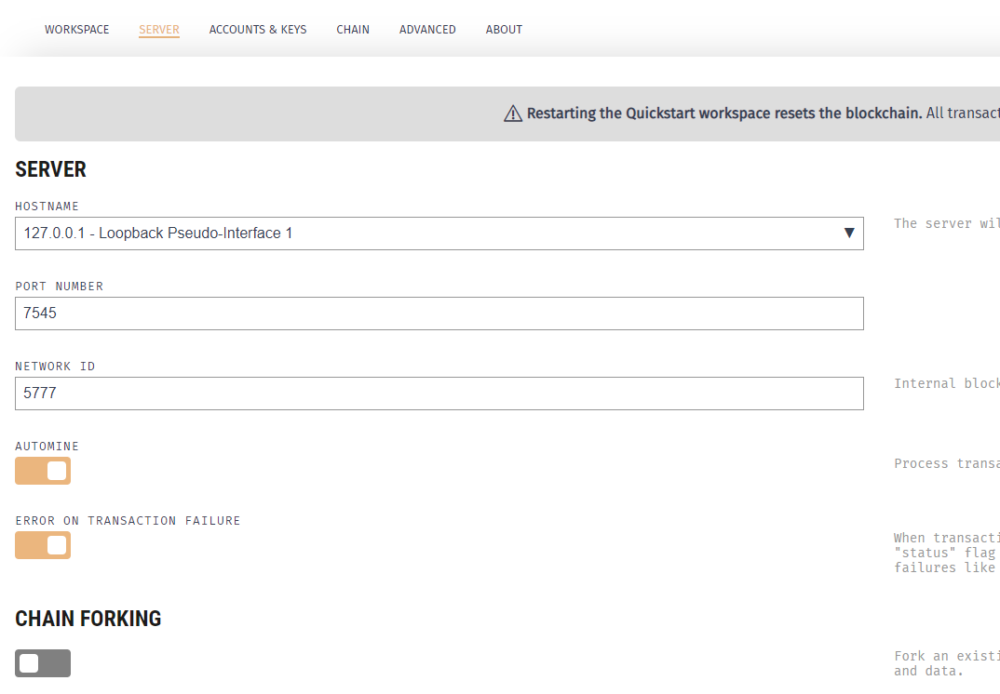 WORKSPACE SERVER ACCOUNTS & KEYS CHAIN ADVANCED ABOUT
Restarting the Quickstart workspace resets the blockchain. All transact
SERVER
HOSTNAME
127.0.0.1 - Loopback Pseudo-Interface 1
The server wil
PORT NUMBER
7545
NETWORK ID
5777
Internal block
AUTOMINE
Process transa
ERROR ON TRANSACTION FAILURE
When transacti
"status" flag
failures like
CHAIN FORKING
Fork an existi
and data.